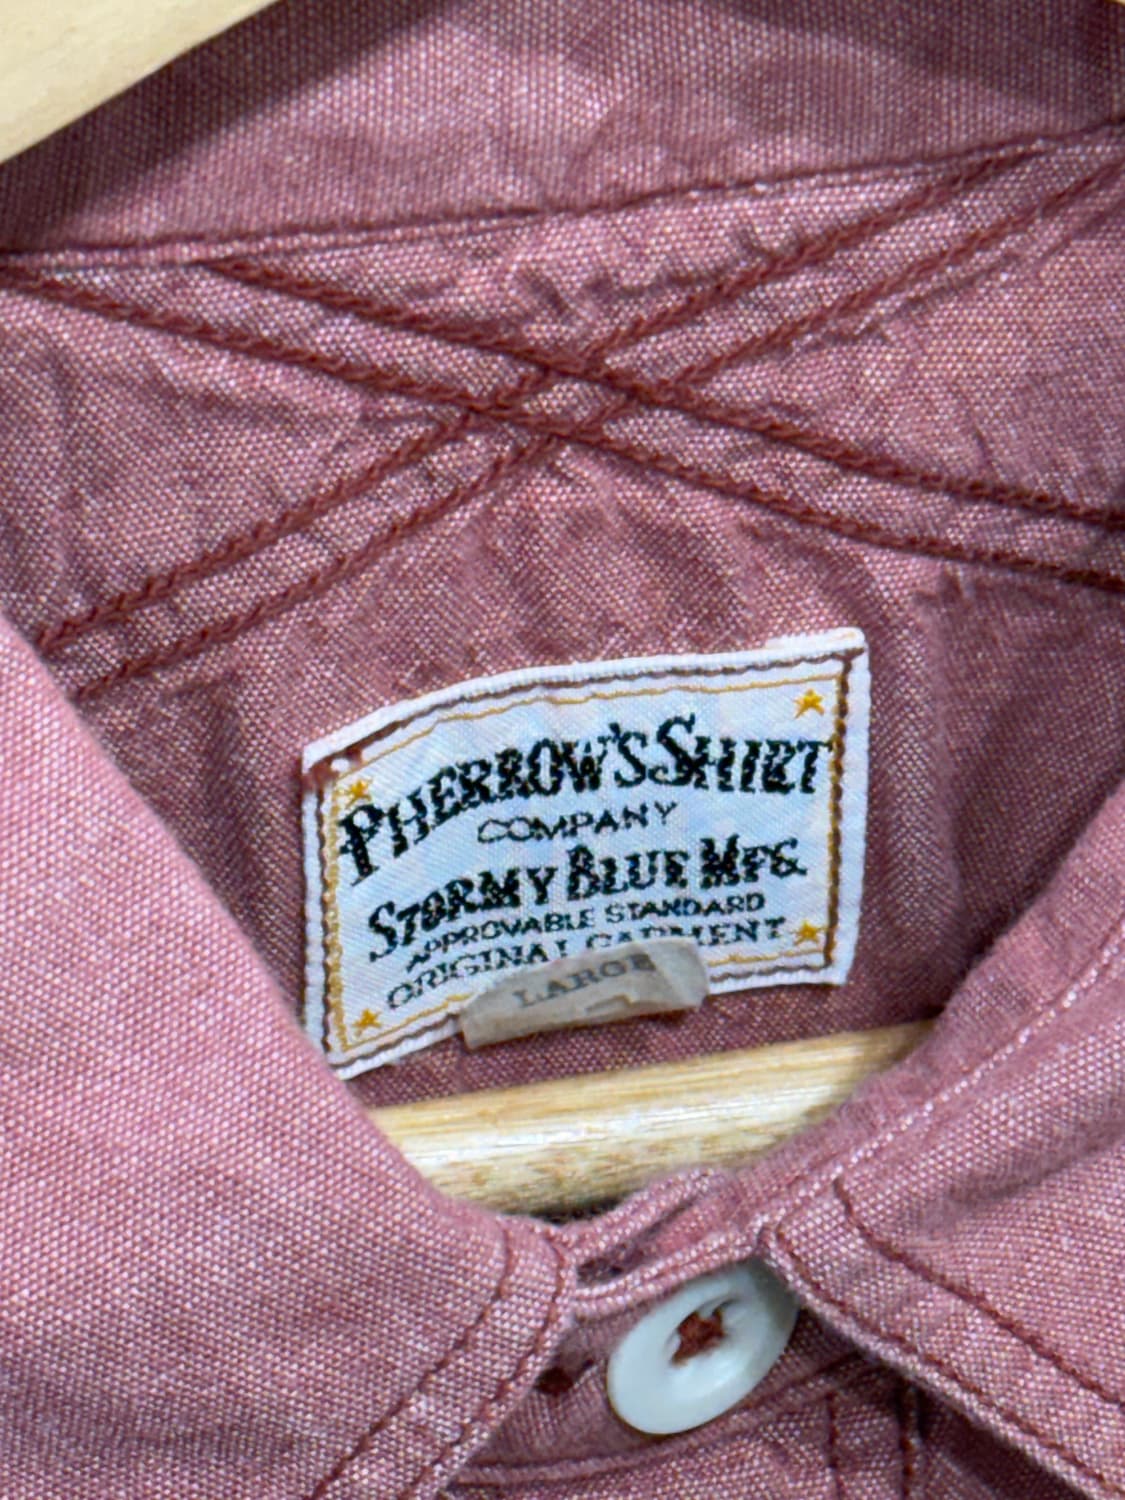 PHERROW'S SHIRT
COMPANY
STORMY BLUE MFG.
APPROVABLE STANDARD
ORIGINAL GARMENT
LARGE